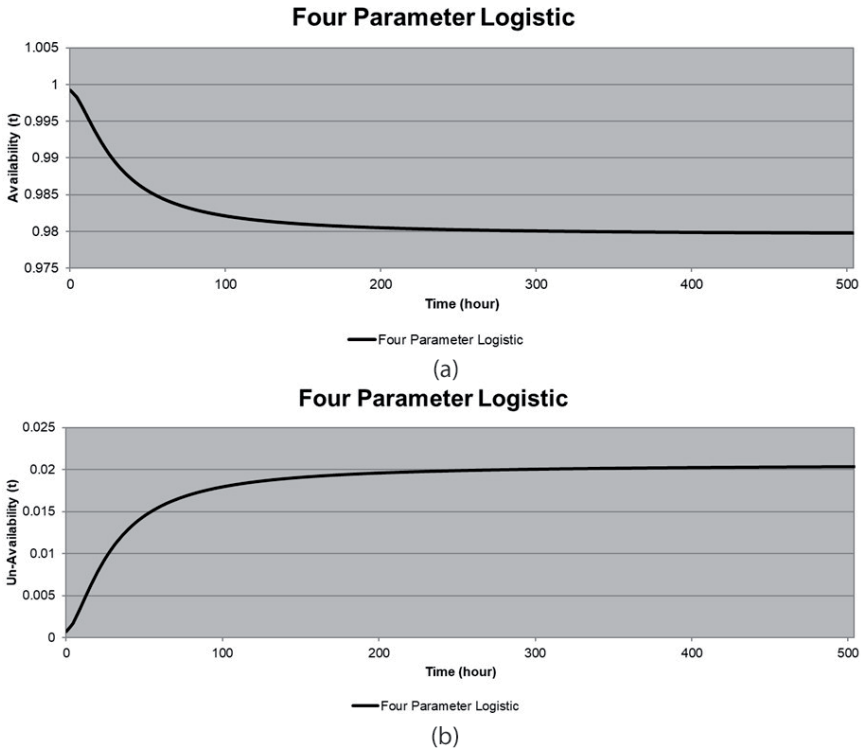 Four Parameter Logistic
1.005
1
0.995
0.99
0.985
0.98
0.975
Availability (t)
0 100 200 300 400 500
Time (hour)
Four Parameter Logistic
(a)
Four Parameter Logistic
0.025
0.02
0.015
0.01
0.005
0
Un-Availability (t)
0 100 200 300 400 500
Time (hour)
Four Parameter Logistic
(b)